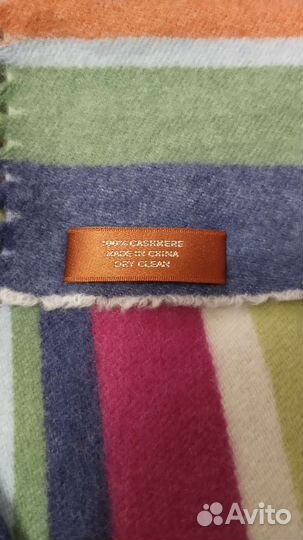 100% CASHMERE
MADE IN CHINA
DRY CLEAN
Avito